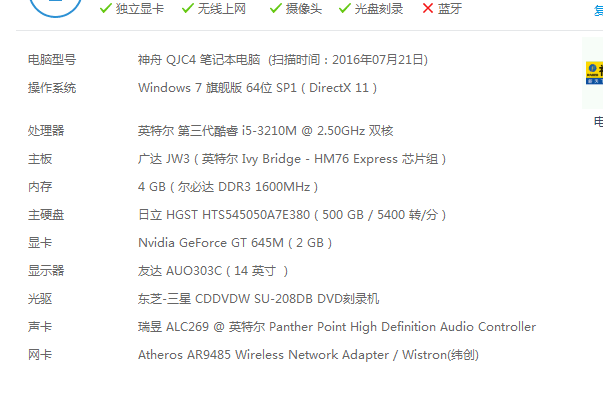 独立显卡 无线上网 摄像头 光盘刻录 蓝牙
电脑型号 神舟 QJC4 笔记本电脑 (扫描时间：2016年07月21日)
操作系统 Windows 7 旗舰版 64位 SP1 ( DirectX 11 )
处理器 英特尔 第三代酷睿 i5-3210M @ 2.50GHz 双核
主板 广达 JW3 ( 英特尔 Ivy Bridge - HM76 Express 芯片组 )
内存 4 GB ( 尔必达 DDR3 1600MHz )
主硬盘 日立 HGST HTS545050A7E380 ( 500 GB / 5400 转/分 )
显卡 Nvidia GeForce GT 645M ( 2 GB )
显示器 友达 AUO303C ( 14 英寸 )
光驱 东芝-三星 CDDVDW SU-208DB DVD刻录机
声卡 瑞昱 ALC269 @ 英特尔 Panther Point High Definition Audio Controller
网卡 Atheros AR9485 Wireless Network Adapter / Wistron(纬创)